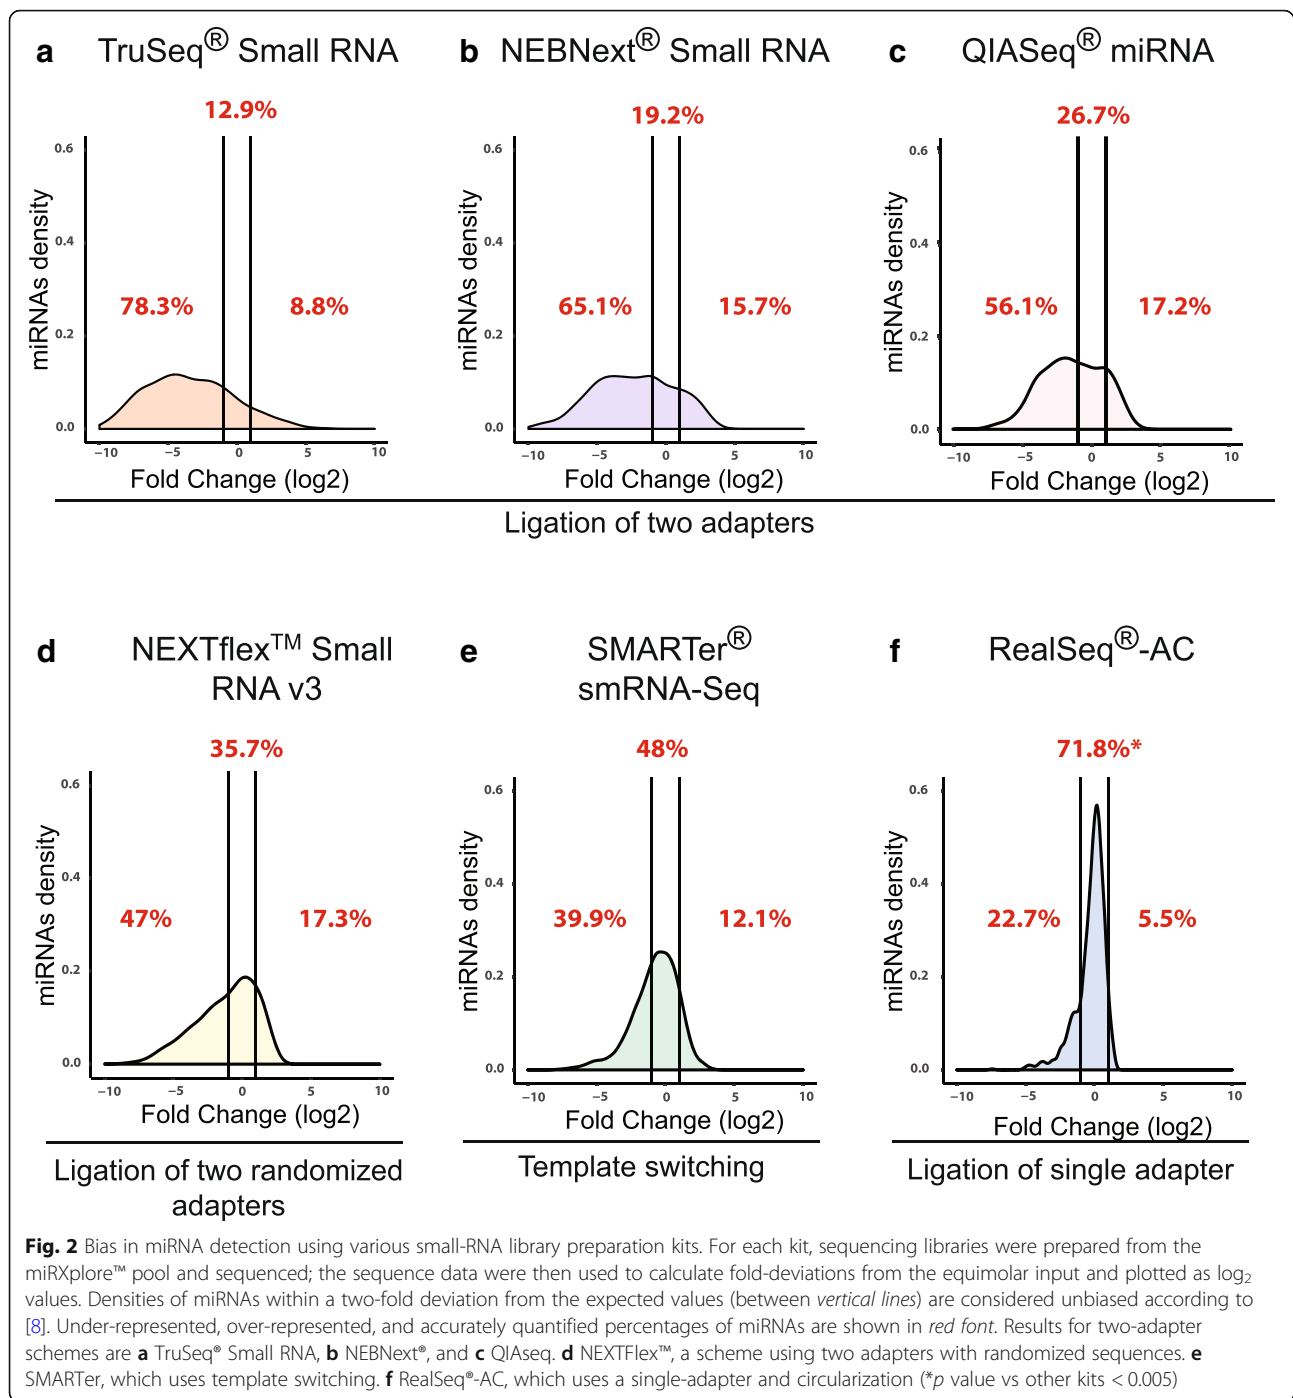 a TruSeq® Small RNA
12.9%
0.6
0.4
0.2
0.0
miRNAs density
78.3%
8.8%
−10 −5 0 5 10
Fold Change (log2)
b NEBNext® Small RNA
19.2%
0.6
0.4
0.2
0.0
miRNAs density
65.1%
15.7%
−10 −5 0 5 10
Fold Change (log2)
c QIASeq® miRNA
26.7%
0.6
0.4
0.2
0.0
miRNAs density
56.1%
17.2%
−10 −5 0 5 10
Fold Change (log2)
Ligation of two adapters
d NEXTflex™ Small
RNA v3
35.7%
0.6
0.4
0.2
0.0
miRNAs density
47%
17.3%
−10 −5 0 5 10
Fold Change (log2)
Ligation of two randomized
adapters
e SMARTer®
smRNA-Seq
48%
0.6
0.4
0.2
0.0
miRNAs density
39.9%
12.1%
−10 −5 0 5 10
Fold Change (log2)
Template switching
f RealSeq®-AC
71.8%*
0.6
0.4
0.2
0.0
miRNAs density
22.7%
5.5%
−10 −5 0 5 10
Fold Change (log2)
Ligation of single adapter
Fig. 2 Bias in miRNA detection using various small-RNA library preparation kits. For each kit, sequencing libraries were prepared from the
miRXplore™ pool and sequenced; the sequence data were then used to calculate fold-deviations from the equimolar input and plotted as log₂
values. Densities of miRNAs within a two-fold deviation from the expected values (between vertical lines) are considered unbiased according to
[8]. Under-represented, over-represented, and accurately quantified percentages of miRNAs are shown in red font. Results for two-adapter
schemes are a TruSeq® Small RNA, b NEBNext®, and c QIAseq. d NEXTFlex™, a scheme using two adapters with randomized sequences. e
SMARTer, which uses template switching. f RealSeq®-AC, which uses a single-adapter and circularization (*p value vs other kits < 0.005)